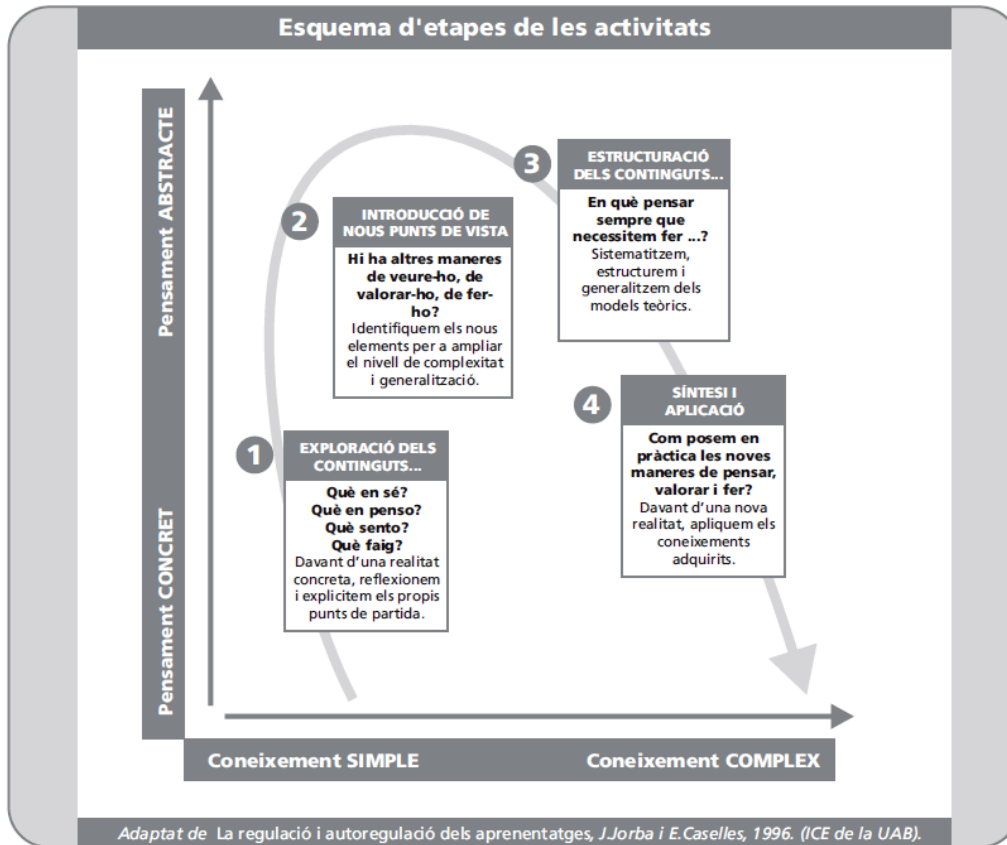 Esquema d'etapes de les activitats
Pensament ABSTRACTE
Pensament CONCRET
3
ESTRUCTURACIÓ
DELS CONTINGUTS...
En què pensar
sempre que
necessitem fer ...?
Sistematitzem,
estructurem i
generalitzem dels
models teòrics.
2
INTRODUCCIÓ DE
NOUS PUNTS DE VISTA
Hi ha altres maneres
de veure-ho, de
valorar-ho, de fer-
ho?
Identifiquem els nous
elements per a ampliar
el nivell de complexitat
i generalització.
4
SÍNTESI I
APLICACIÓ
Com posem en
pràctica les noves
maneres de pensar,
valorar i fer?
Davant d'una nova
realitat, apliquem els
coneixements
adquirits.
1
EXPLORACIÓ DELS
CONTINGUTS...
Què en sé?
Què en penso?
Què sento?
Què faig?
Davant d'una realitat
concreta, reflexionem
i explicitem els propis
punts de partida.
Coneixement SIMPLE
Coneixement COMPLEX
Adaptat de La regulació i autoregulació dels aprenentatges, J.Jorba i E.Caselles, 1996. (ICE de la UAB).